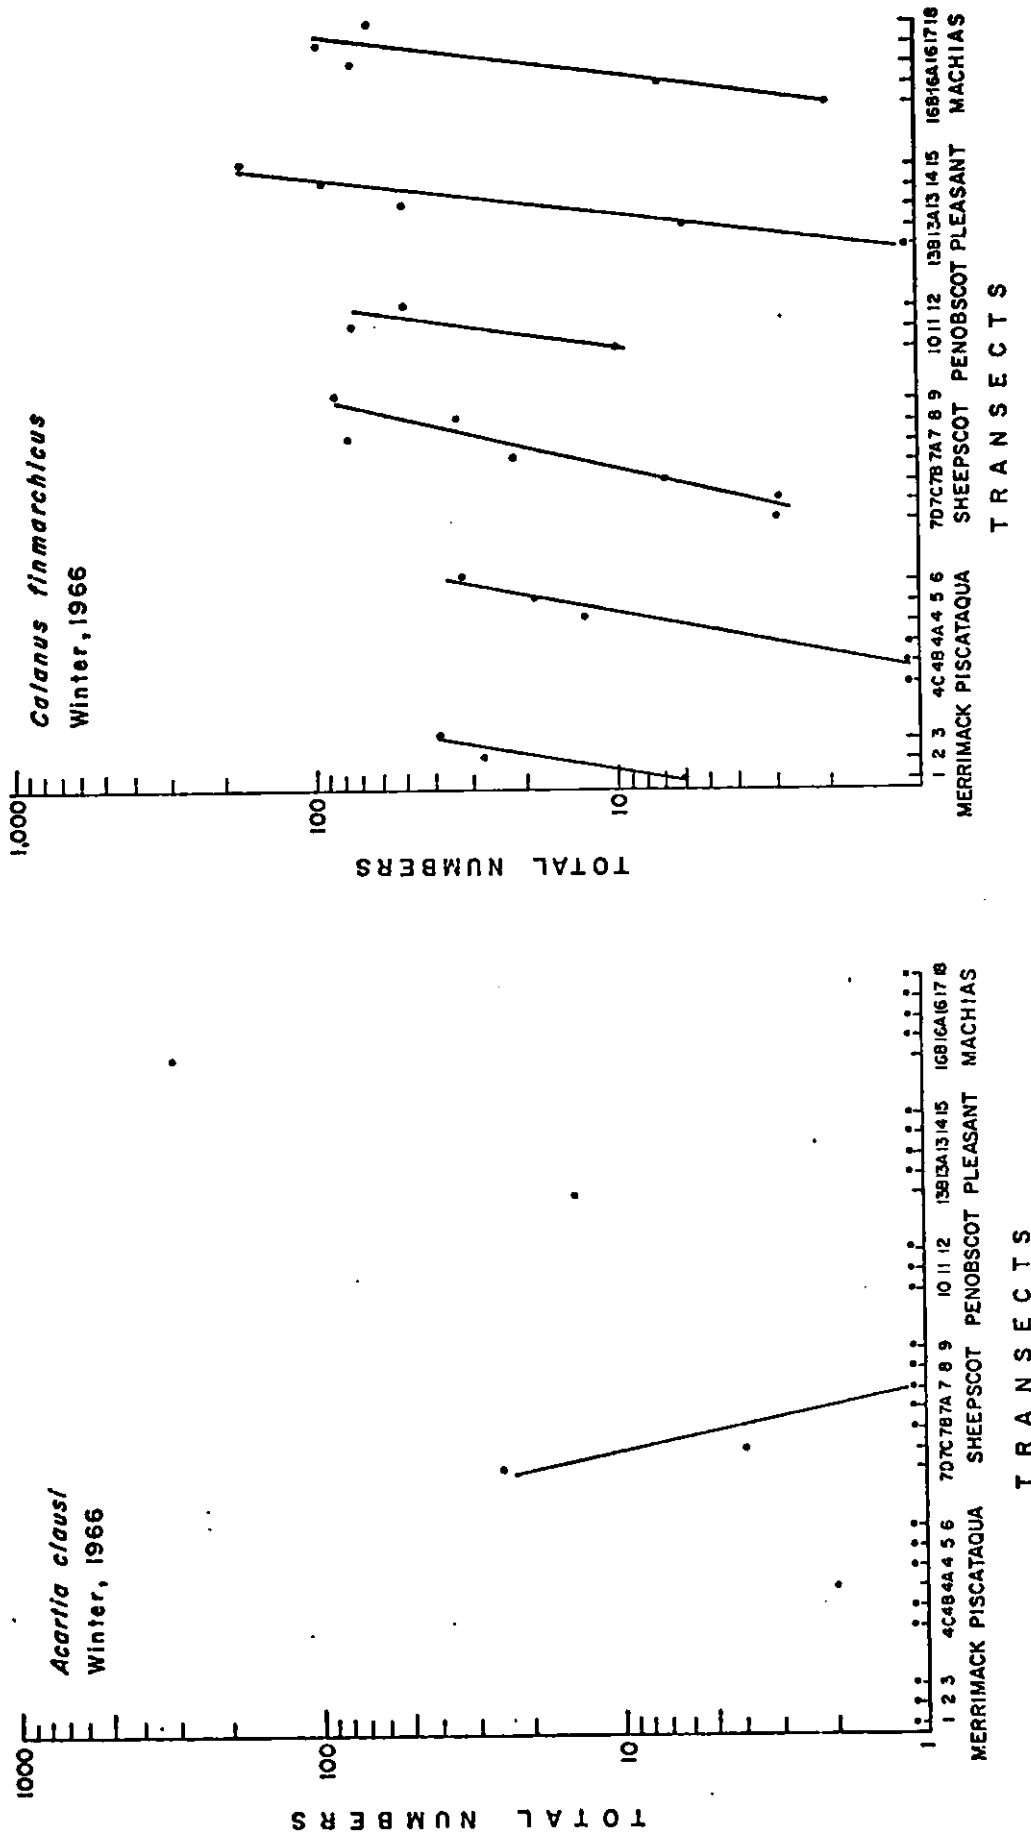 Acartia clausi
Winter, 1966
1000
100
10
1
TOTAL NUMBERS
1 2 3 4C 4B 4A 4 5 6 7D 7C 7B 7A 7 8 9 10 11 12 13B 13A 13 14 15 16B 16A 16 17 18
MERRIMACK PISCATAQUA SHEEPSCOT PENOBSCOT PLEASANT MACHIAS
TRANSECTS
Calanus finmarchicus
Winter, 1966
1,000
100
10
TOTAL NUMBERS
1 2 3 4C 4B 4A 4 5 6 7D 7C 7B 7A 7 8 9 10 11 12 13B 13A 13 14 15 16B 16A 16 17 18
MERRIMACK PISCATAQUA SHEEPSCOT PENOBSCOT PLEASANT MACHIAS
TRANSECTS